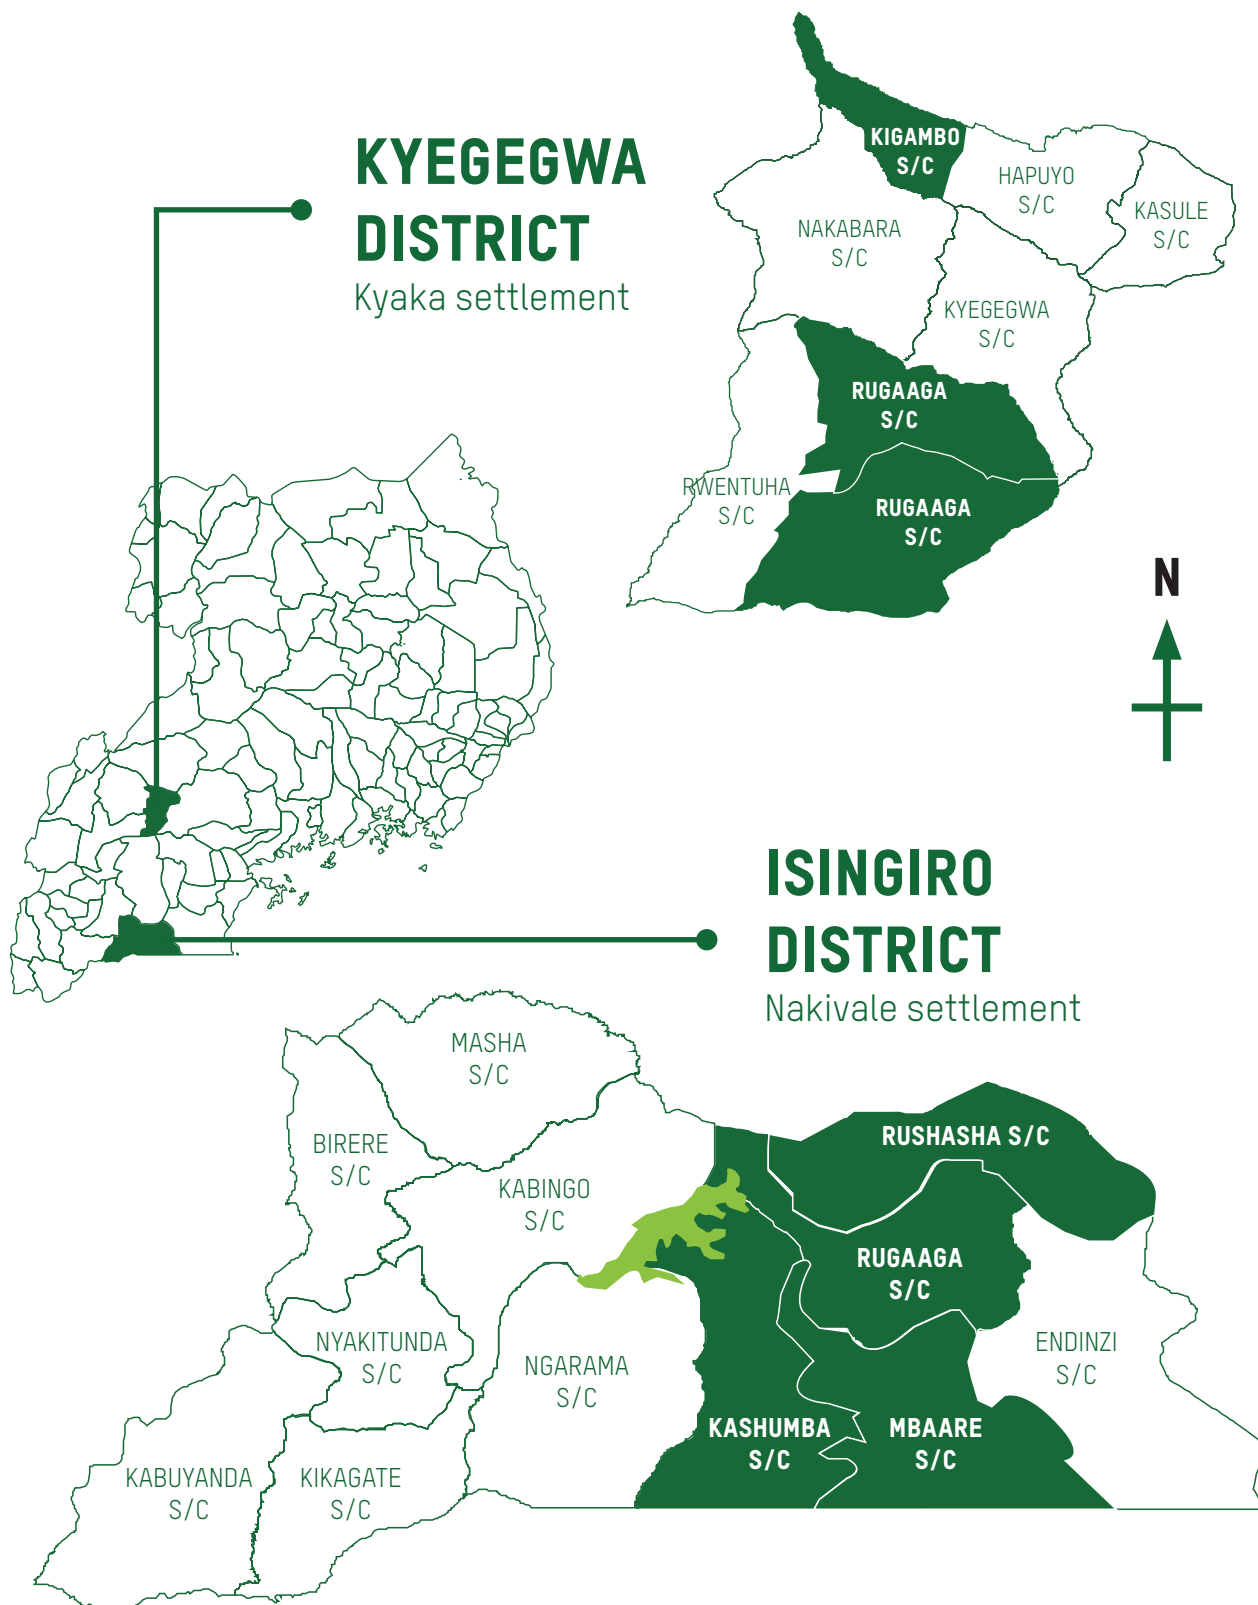 KYEGEGWA
DISTRICT
Kyaka settlement
KIGAMBO
S/C
HAPUYO
S/C
KASULE
S/C
NAKABARA
S/C
KYEGEGWA
S/C
RUGAAGA
S/C
RWENTUHA
S/C
RUGAAGA
S/C
N
ISINGIRO
DISTRICT
Nakivale settlement
MASHA
S/C
BIRERE
S/C
KABINGO
S/C
RUSHASHA S/C
RUGAAGA
S/C
NYAKITUNDA
S/C
NGARAMA
S/C
ENDINZI
S/C
KASHUMBA
S/C
MBAARE
S/C
KABUYANDA
S/C
KIKAGATE
S/C